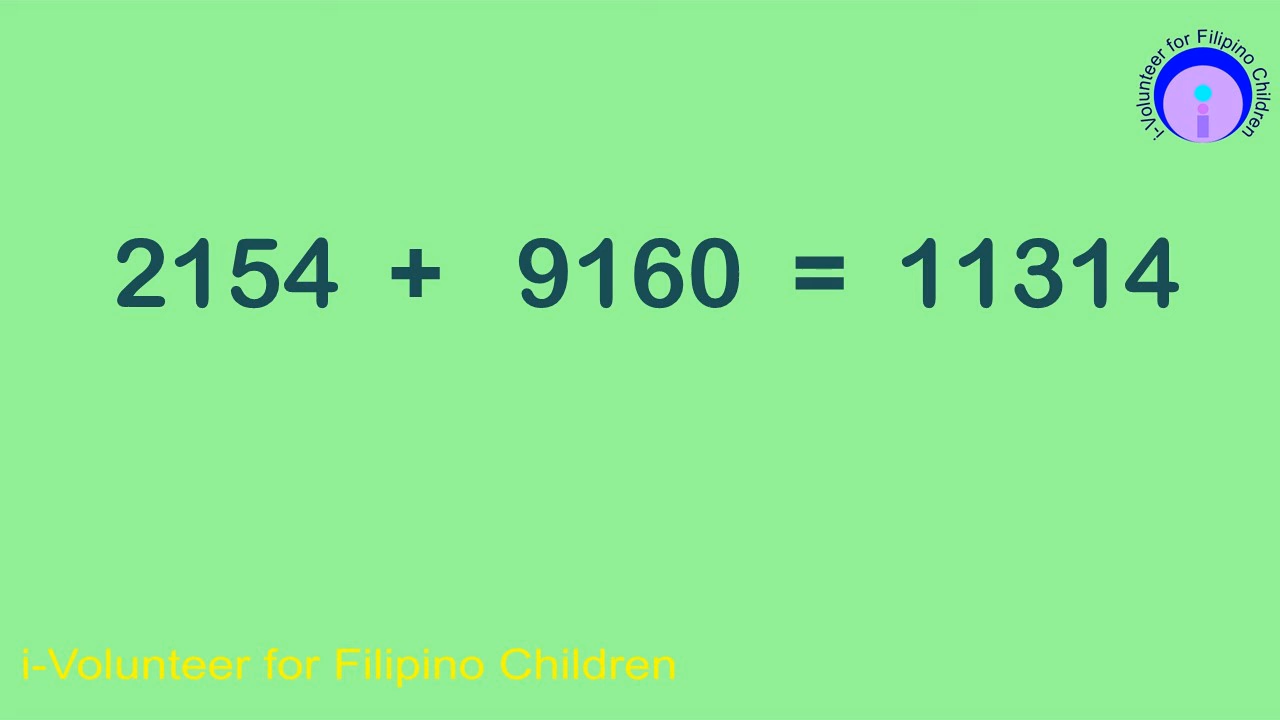 i-Volunteer for Filipino Children
i
2154 + 9160 = 11314
i-Volunteer for Filipino Children